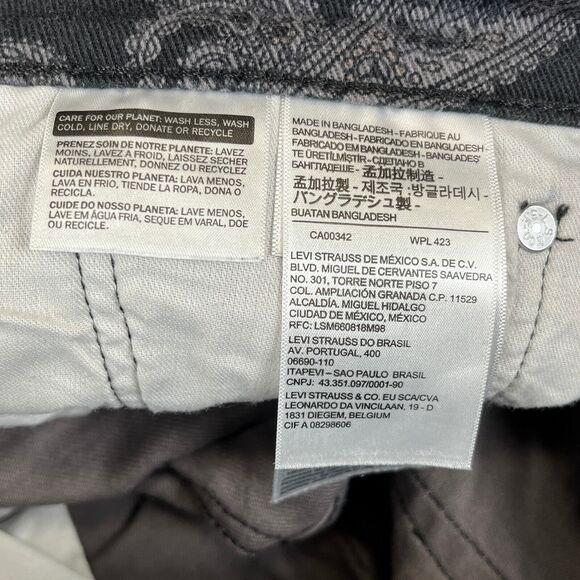 CARE FOR OUR PLANET: WASH LESS, WASH
COLD, LINE DRY, DONATE OR RECYCLE
PRENEZ SOIN DE NOTRE PLANETE: LAVEZ
MOINS, LAVEZ A FROID, LAISSEZ SECHER
NATURELLEMENT, DONNEZ OU RECYCLEZ
CUIDA NUESTRO PLANETA: LAVA MENOS,
LAVA EN FRIO, TIENDE LA ROPA, DONA O
RECICLA.
CUIDE DO NOSSO PLANETA: LAVE MENOS,
LAVE EM ÁGUA FRIA, SEQUE EM VARAL, DOE
OU RECICLE.
MADE IN BANGLADESH - FABRIQUE AU
BANGLADESH - FABRICADO EN BANGLADESH -
FABRICADO EM BANGLADESH - BANGLADES'
TE ÜRETİLMİSTİR - СДЕЛАНО В
БАНГЛАДЕШЕ - 孟加拉制造 -
孟加拉製 - 제조국 : 방글라데시 -
バングラデシュ製 -
BUATAN BANGLADESH
CA00342 WPL 423
LEVI STRAUSS DE MÉXICO S.A. DE C.V.
BLVD. MIGUEL DE CERVANTES SAAVEDRA
NO. 301, TORRE NORTE PISO 7
COL. AMPLIACIÓN GRANADA C.P. 11529
ALCALDÍA. MIGUEL HIDALGO
CIUDAD DE MÉXICO, MÉXICO
RFC: LSM660818M98
LEVI STRAUSS DO BRASIL
AV. PORTUGAL, 400
06690-110
ITAPEVI – SAO PAULO BRASIL
CNPJ: 43.351.097/0001-90
LEVI STRAUSS & CO. EU SCA/CVA
LEONARDO DA VINCILAAN, 19 - D
1831 DIEGEM, BELGIUM
CIF A 08298606